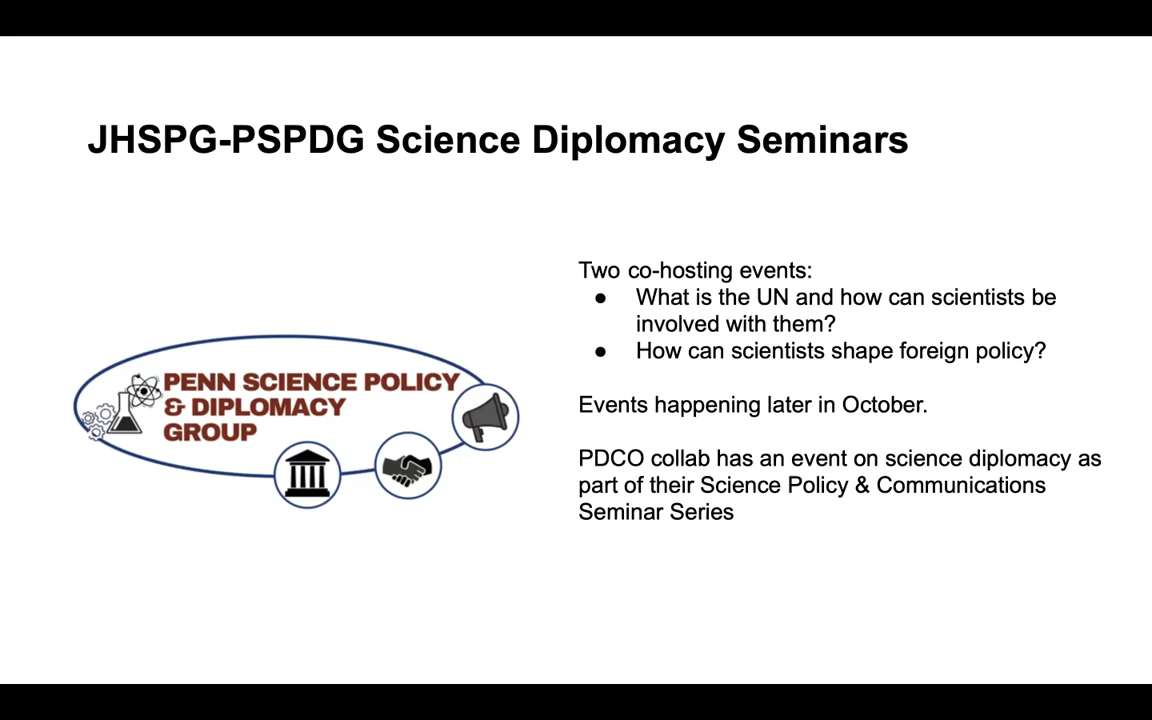 JHSPG-PSPDG Science Diplomacy Seminars
Two co-hosting events:
● What is the UN and how can scientists be
involved with them?
● How can scientists shape foreign policy?
Events happening later in October.
PDCO collab has an event on science diplomacy as
part of their Science Policy & Communications
Seminar Series
PENN SCIENCE POLICY
& DIPLOMACY
GROUP